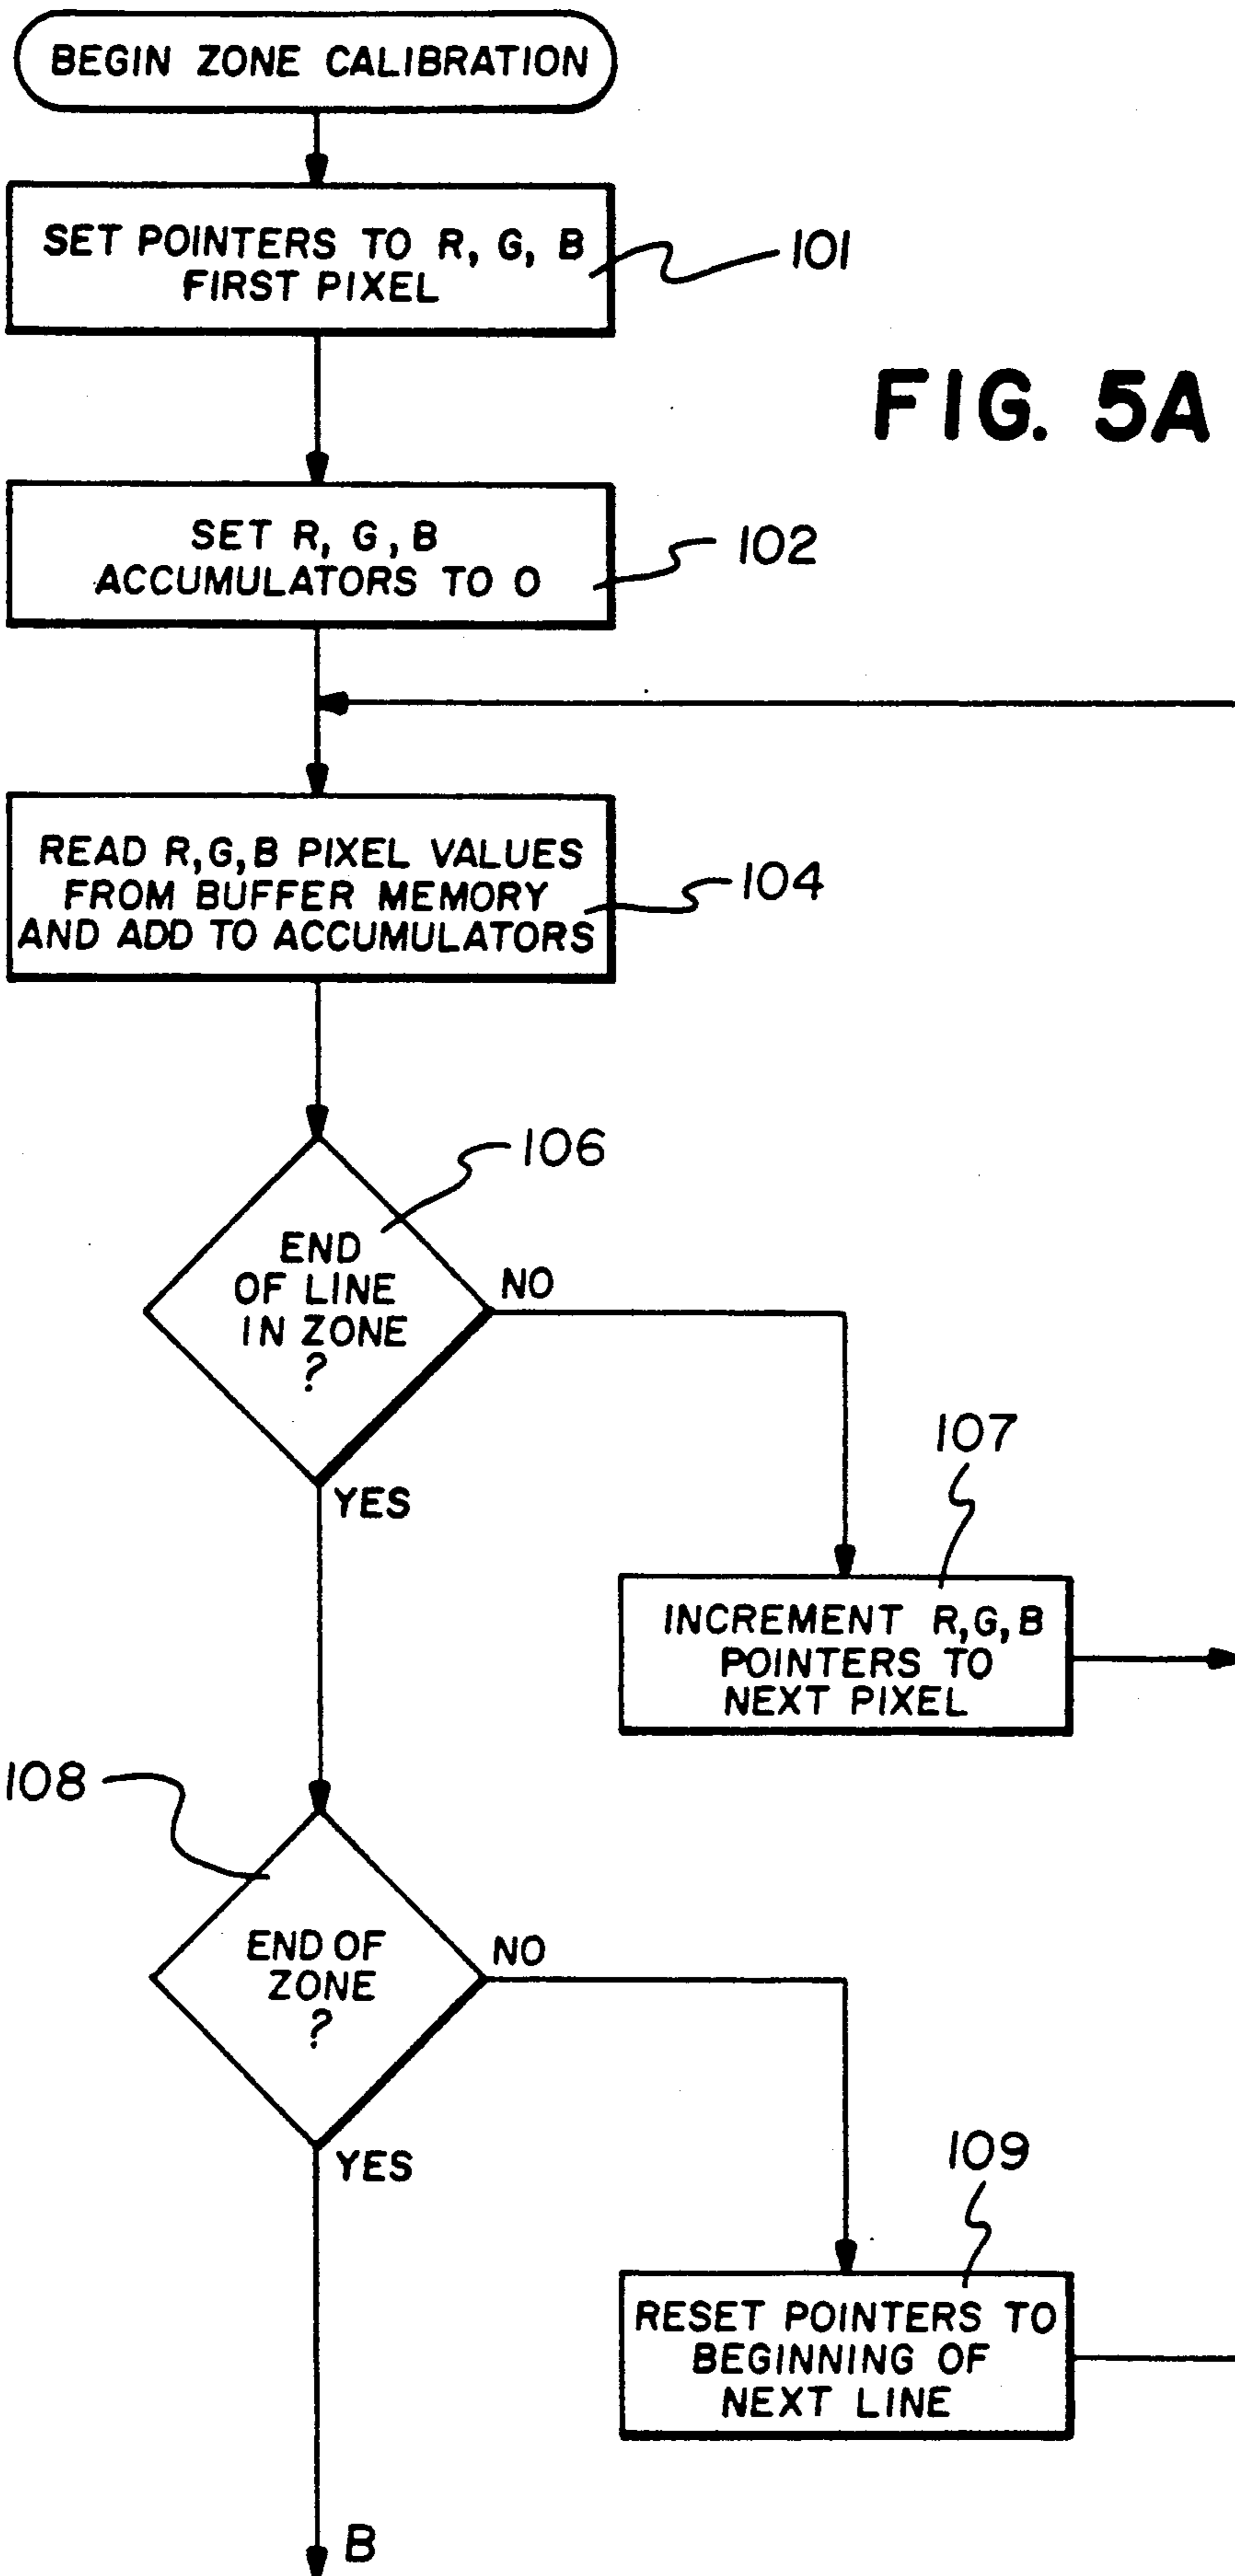 BEGIN ZONE CALIBRATION
SET POINTERS TO R, G, B
FIRST PIXEL
101
FIG. 5A
SET R, G, B
ACCUMULATORS TO 0
102
READ R,G,B PIXEL VALUES
FROM BUFFER MEMORY
AND ADD TO ACCUMULATORS
104
106
END
OF LINE
IN ZONE
?
NO
YES
107
INCREMENT R,G,B
POINTERS TO
NEXT PIXEL
108
END OF
ZONE
?
NO
YES
109
RESET POINTERS TO
BEGINNING OF
NEXT LINE
B